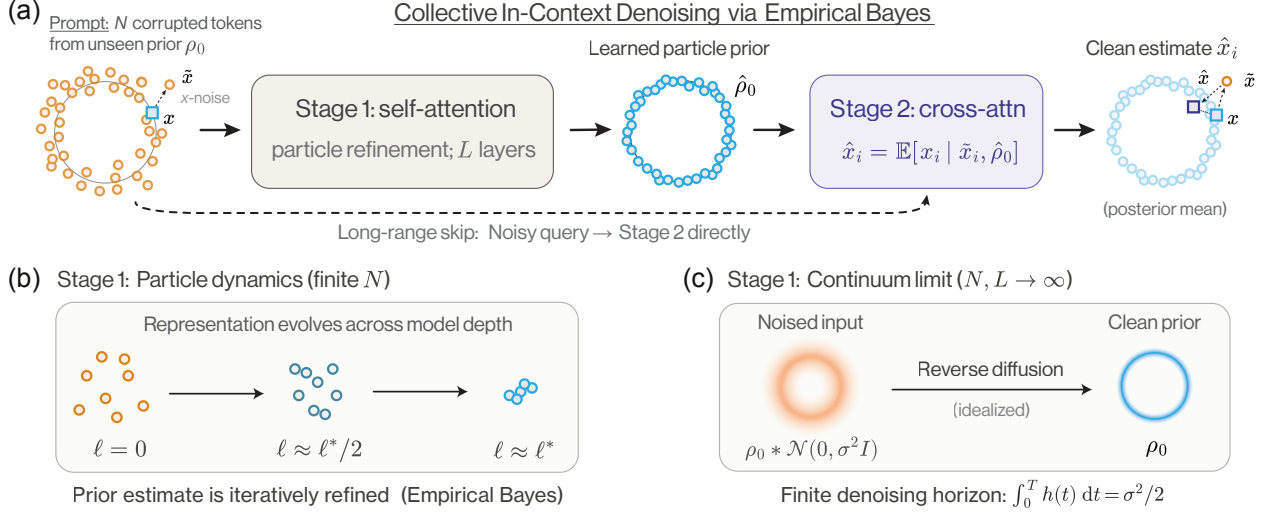 (a)
Collective In-Context Denoising via Empirical Bayes
Prompt: N corrupted tokens
from unseen prior ρ₀
x̃
x-noise
x
Stage 1: self-attention
particle refinement; L layers
Learned particle prior
ρ̂₀
Stage 2: cross-attn
x̂ᵢ = 𝔼[xᵢ | x̃ᵢ, ρ̂₀]
Clean estimate x̂ᵢ
x̂
x̃
x
(posterior mean)
Long-range skip: Noisy query → Stage 2 directly
(b) Stage 1: Particle dynamics (finite N)
Representation evolves across model depth
ℓ = 0
ℓ ≈ ℓ*/2
ℓ ≈ ℓ*
Prior estimate is iteratively refined (Empirical Bayes)
(c) Stage 1: Continuum limit (N, L → ∞)
Noised input
Clean prior
Reverse diffusion
(idealized)
ρ₀ * 𝒩(0, σ²I)
ρ₀
Finite denoising horizon: ∫₀ᵀ h(t) dt = σ²/2